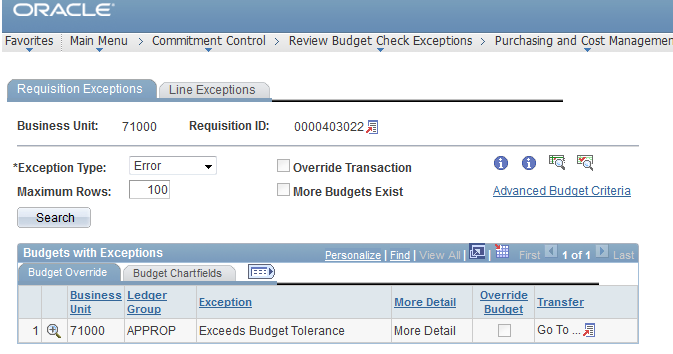 ORACLE
Favorites Main Menu > Commitment Control > Review Budget Check Exceptions > Purchasing and Cost Managemen
Requisition Exceptions Line Exceptions
Business Unit: 71000 Requisition ID: 0000403022
*Exception Type: Error Override Transaction
Maximum Rows: 100 More Budgets Exist Advanced Budget Criteria
Search
Budgets with Exceptions Personalize | Find | View All | | First 1 of 1 Last
Budget Override Budget Chartfields
Business Unit Ledger Group Exception More Detail Override Budget Transfer
1 71000 APPROP Exceeds Budget Tolerance More Detail Go To ...